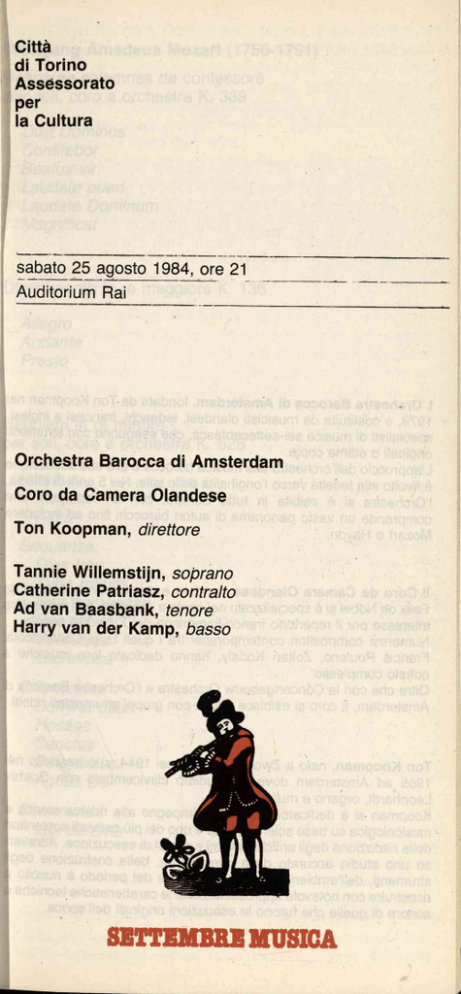 Città
di Torino
Assessorato
per
la Cultura
sabato 25 agosto 1984, ore 21
Auditorium Rai
Orchestra Barocca di Amsterdam
Coro da Camera Olandese
Ton Koopman, direttore
Tannie Willemstijn, soprano
Catherine Patriasz, contralto
Ad van Baasbank, tenore
Harry van der Kamp, basso
SETTEMBRE MUSICA